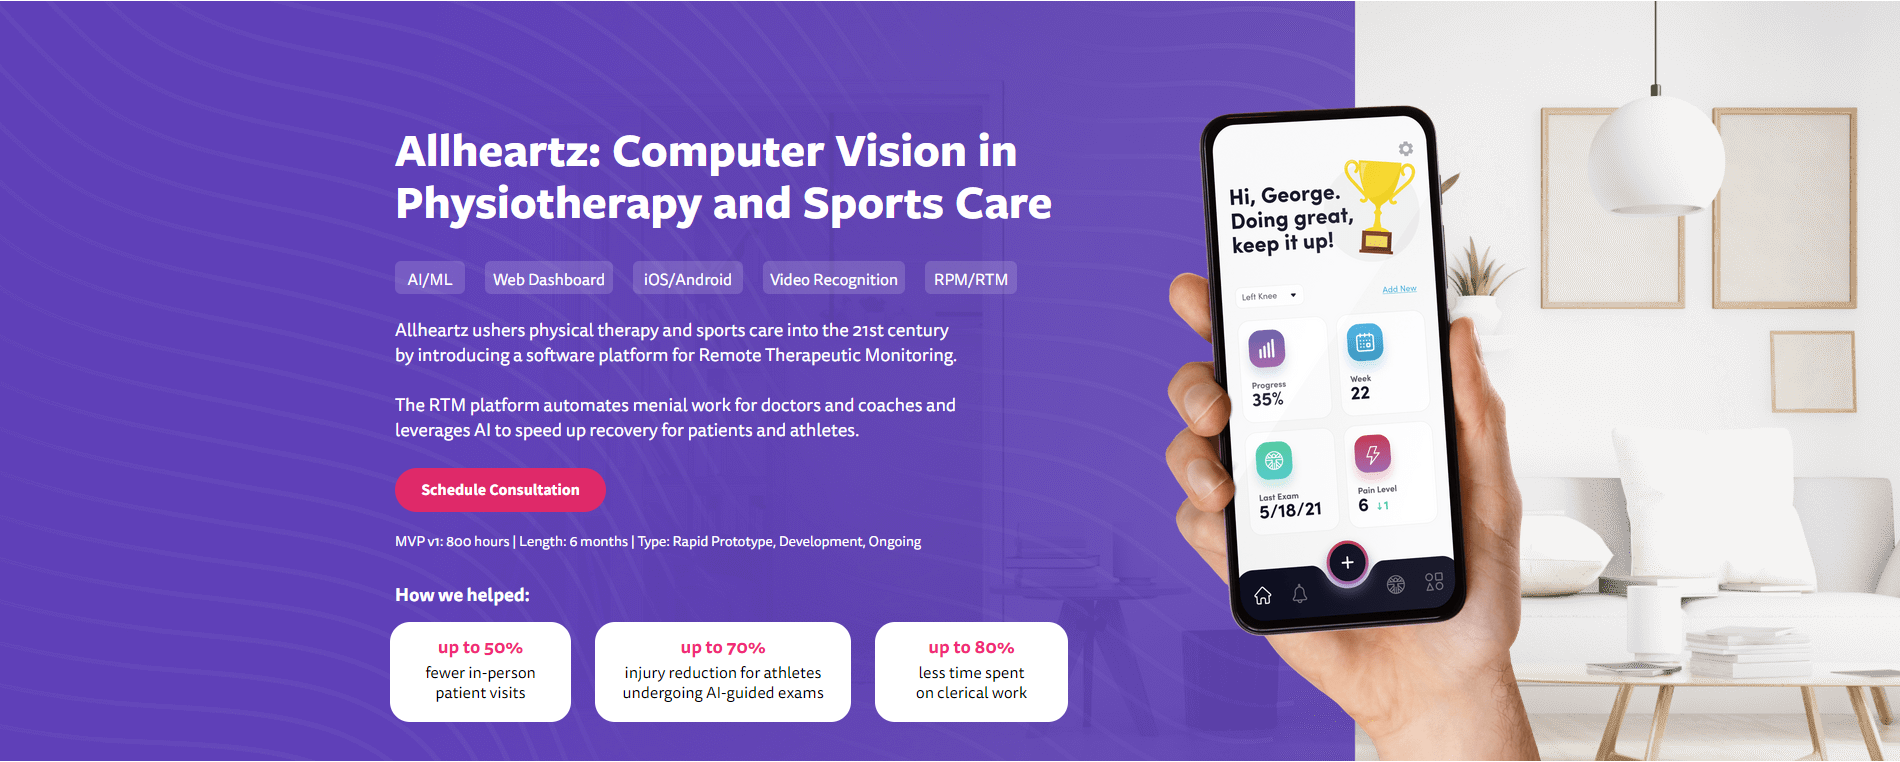 Allheartz: Computer Vision in
Physiotherapy and Sports Care
AI/ML
Web Dashboard
iOS/Android
Video Recognition
RPM/RTM
Allheartz ushers physical therapy and sports care into the 21st century
by introducing a software platform for Remote Therapeutic Monitoring.
The RTM platform automates menial work for doctors and coaches and
leverages AI to speed up recovery for patients and athletes.
Schedule Consultation
MVP v1: 800 hours | Length: 6 months | Type: Rapid Prototype, Development, Ongoing
How we helped:
up to 50%
fewer in-person
patient visits
up to 70%
injury reduction for athletes
undergoing AI-guided exams
up to 80%
less time spent
on clerical work
Hi, George.
Doing great,
keep it up!
Left Knee
Add New
Progress
35%
Week
22
Last Exam
5/18/21
Pain Level
6 ↓1